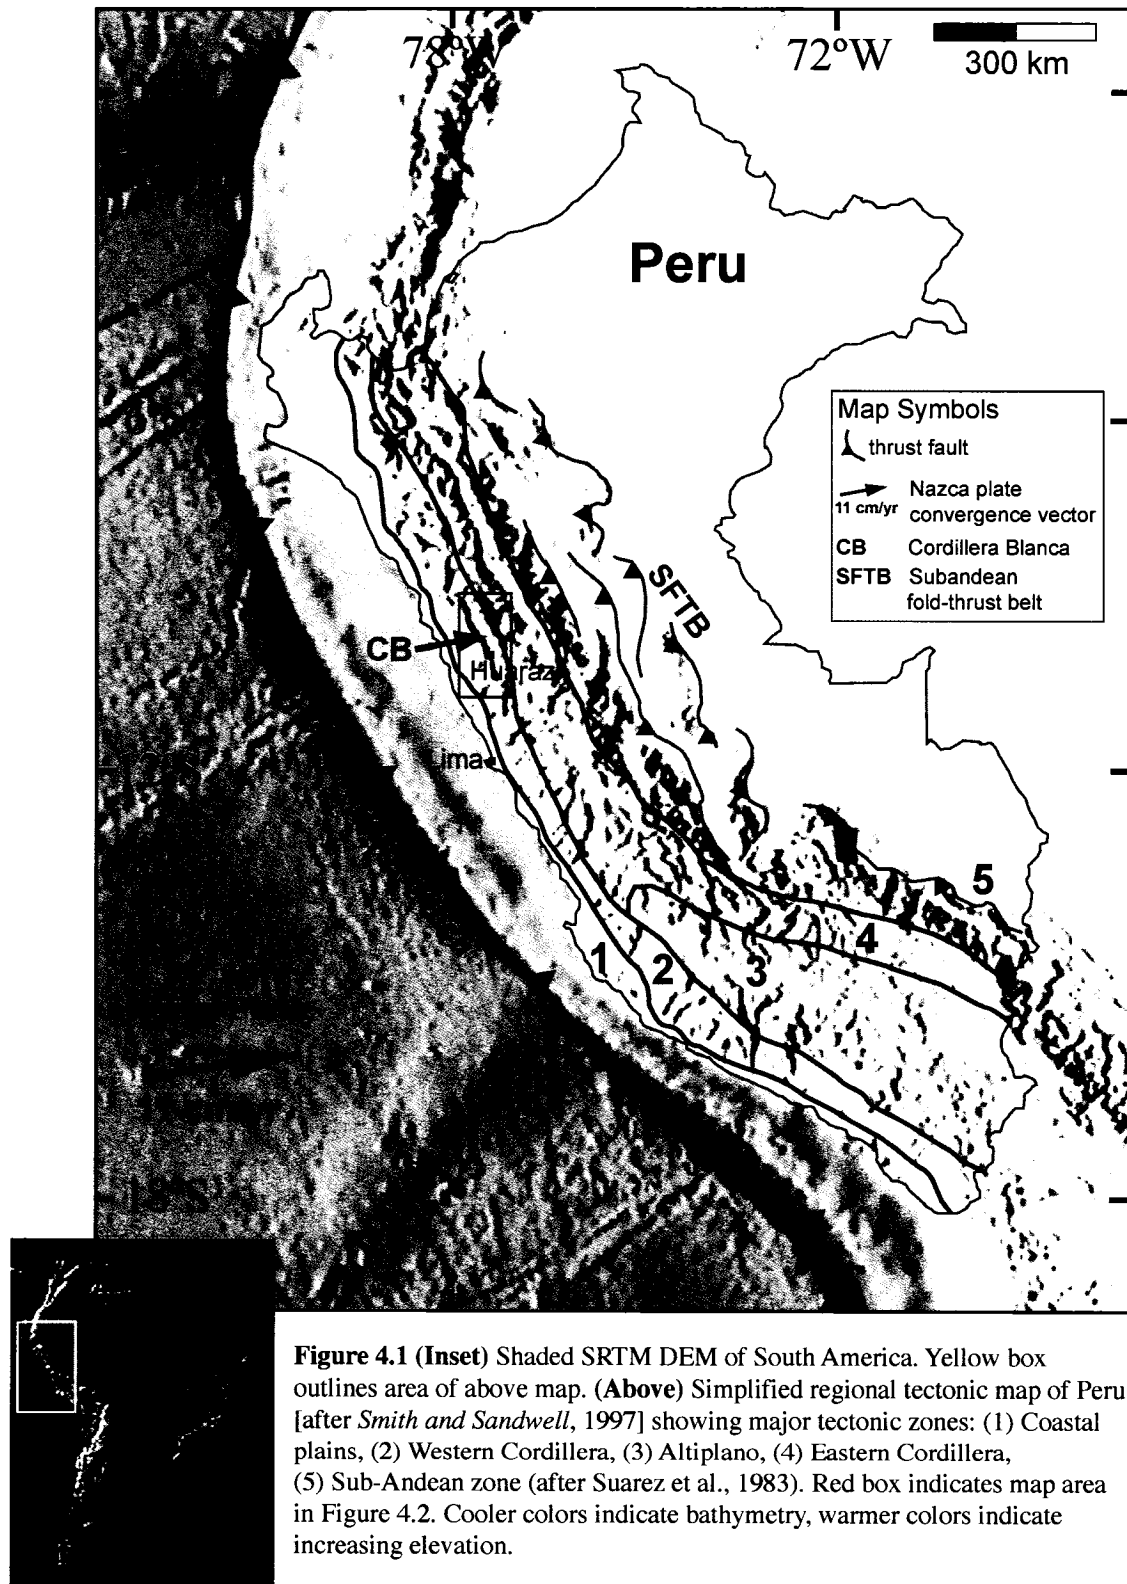 78°W
72°W
300 km
Peru
Map Symbols
thrust fault
Nazca plate
11 cm/yr
convergence vector
CB Cordillera Blanca
SFTB Subandean
fold-thrust belt
SFTB
CB
Huaraz
Lima
5
4
1
2
3
18°S
Figure 4.1 (Inset) Shaded SRTM DEM of South America. Yellow box
outlines area of above map. (Above) Simplified regional tectonic map of Peru
[after Smith and Sandwell, 1997] showing major tectonic zones: (1) Coastal
plains, (2) Western Cordillera, (3) Altiplano, (4) Eastern Cordillera,
(5) Sub-Andean zone (after Suarez et al., 1983). Red box indicates map area
in Figure 4.2. Cooler colors indicate bathymetry, warmer colors indicate
increasing elevation.